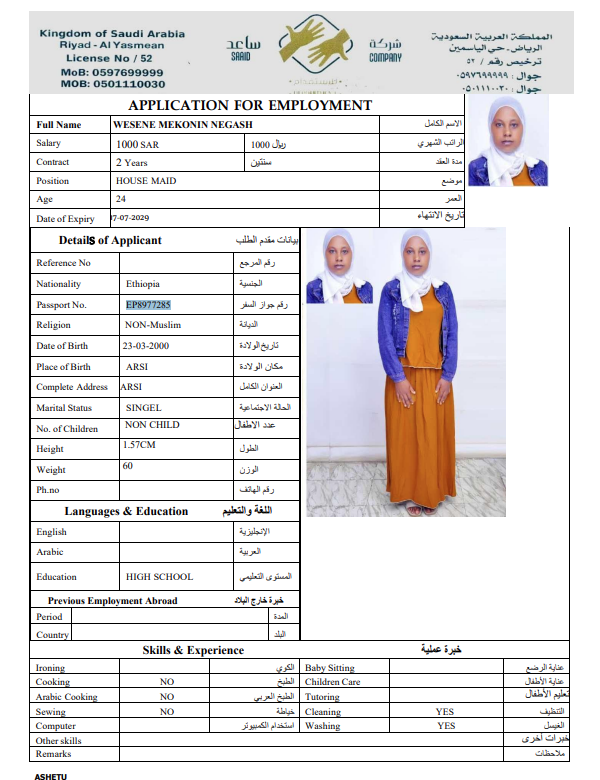 Kingdom of Saudi Arabia
Riyadh - Al Yasmean
License No / 52
MoB: 0597699999
MOB: 0501110030
ساعد
SAAID
شركة
COMPANY
المملكة العربية السعودية
الرياض - حي الياسمين
ترخيص رقم / ٥٢
جوال : ٠٥٩٧٦٩٩٩٩٩
جوال : ٠٥٠١١١٠٠٣٠
APPLICATION FOR EMPLOYMENT
Full Name WESENE MEKONIN NEGASH الاسم الكامل
Salary 1000 SAR 1000 ريال الراتب الشهري
Contract 2 Years سنتين مدة العقد
Position HOUSE MAID موضع
Age 24 العمر
Date of Expiry 07-07-2029 تاريخ الانتهاء
Details of Applicant بيانات مقدم الطلب
Reference No رقم المرجع
Nationality Ethiopia الجنسية
Passport No. EP8977285 رقم جواز السفر
Religion NON-Muslim الديانة
Date of Birth 23-03-2000 تاريخ الولادة
Place of Birth ARSI مكان الولادة
Complete Address ARSI العنوان الكامل
Marital Status SINGEL الحالة الاجتماعية
No. of Children NON CHILD عدد الاطفال
Height 1.57CM الطول
Weight 60 الوزن
Ph.no رقم الهاتف
Languages & Education اللغة والتعليم
English الإنجليزية
Arabic العربية
Education HIGH SCHOOL المستوى التعليمي
Previous Employment Abroad خبرة خارج البلاد
Period المدة
Country البلد
Skills & Experience خبرة عملية
Ironing الكوي Baby Sitting عناية الرضع
Cooking NO الطبخ Children Care عناية الأطفال
Arabic Cooking NO الطبخ العربي Tutoring تعليم الأطفال
Sewing NO خياطة Cleaning YES التنظيف
Computer استخدام الكمبيوتر Washing YES الغسيل
Other skills خبرات أخرى
Remarks ملاحظات
ASHETU